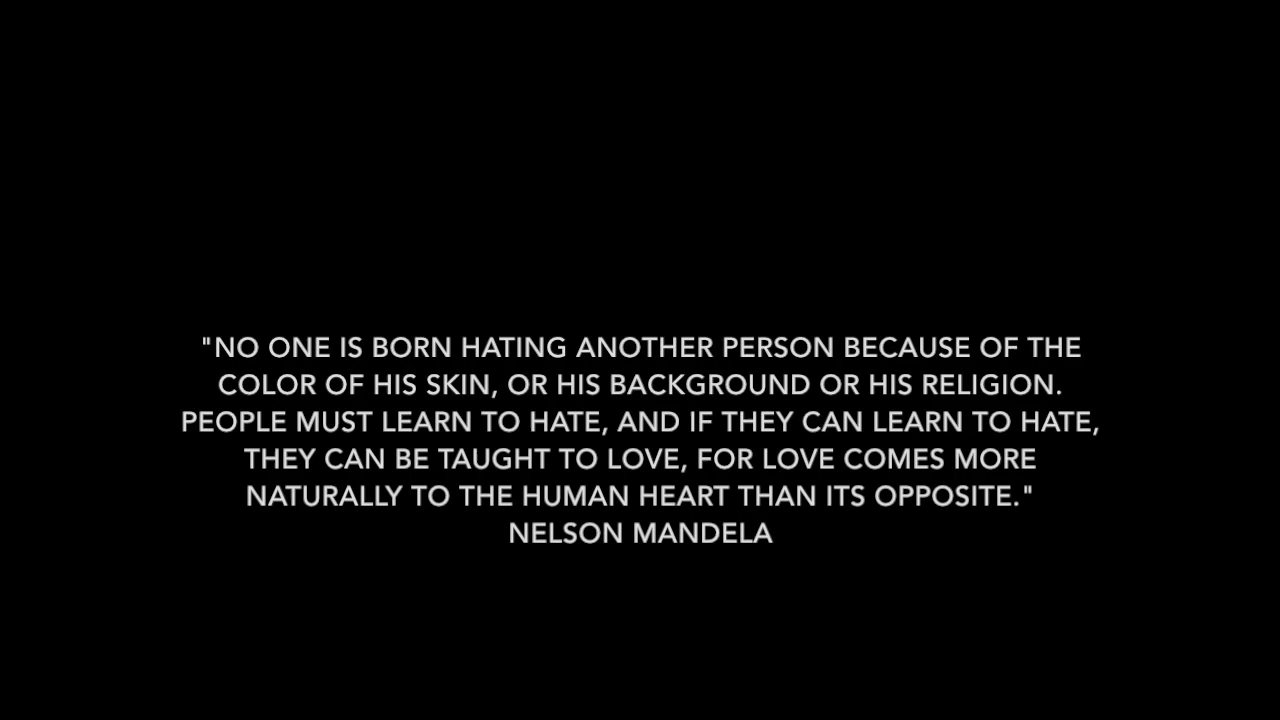 "NO ONE IS BORN HATING ANOTHER PERSON BECAUSE OF THE
COLOR OF HIS SKIN, OR HIS BACKGROUND OR HIS RELIGION.
PEOPLE MUST LEARN TO HATE, AND IF THEY CAN LEARN TO HATE,
THEY CAN BE TAUGHT TO LOVE, FOR LOVE COMES MORE
NATURALLY TO THE HUMAN HEART THAN ITS OPPOSITE."
NELSON MANDELA